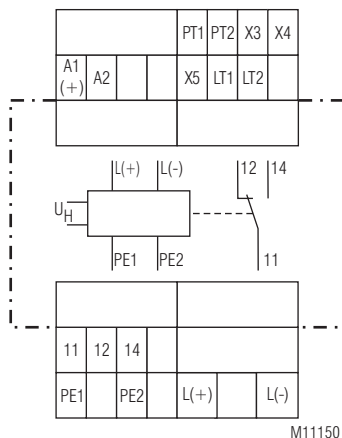 PT1 PT2 X3 X4
A1 (+) A2 X5 LT1 LT2
L(+) L(-) 12 14
UH
PE1 PE2 11
11 12 14
PE1 PE2 L(+) L(-)
M11150